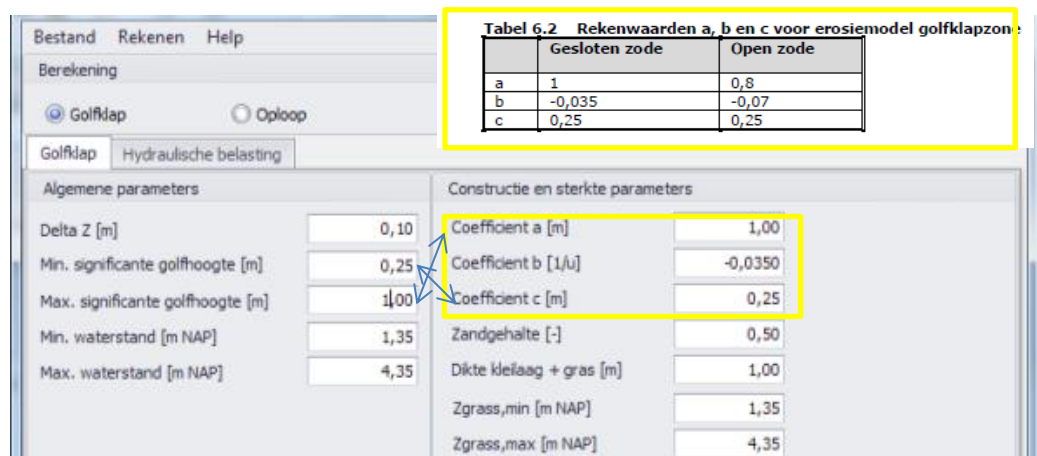 Bestand Rekenen Help
Berekening
Golfklap Oploop
Tabel 6.2 Rekenwaarden a, b en c voor erosiemodel golfklapzone
Gesloten zode Open zode
a 1 0,8
b -0,035 -0,07
c 0,25 0,25
Golfklap Hydraulische belasting
Algemene parameters
Delta Z [m] 0,10
Min. significante golfhoogte [m] 0,25
Max. significante golfhoogte [m] 1,00
Min. waterstand [m NAP] 1,35
Max. waterstand [m NAP] 4,35
Constructie en sterkte parameters
Coefficient a [m] 1,00
Coefficient b [1/u] -0,0350
Coefficient c [m] 0,25
Zandgehalte [-] 0,50
Dikte kleilaag + gras [m] 1,00
Zgrass,min [m NAP] 1,35
Zgrass,max [m NAP] 4,35